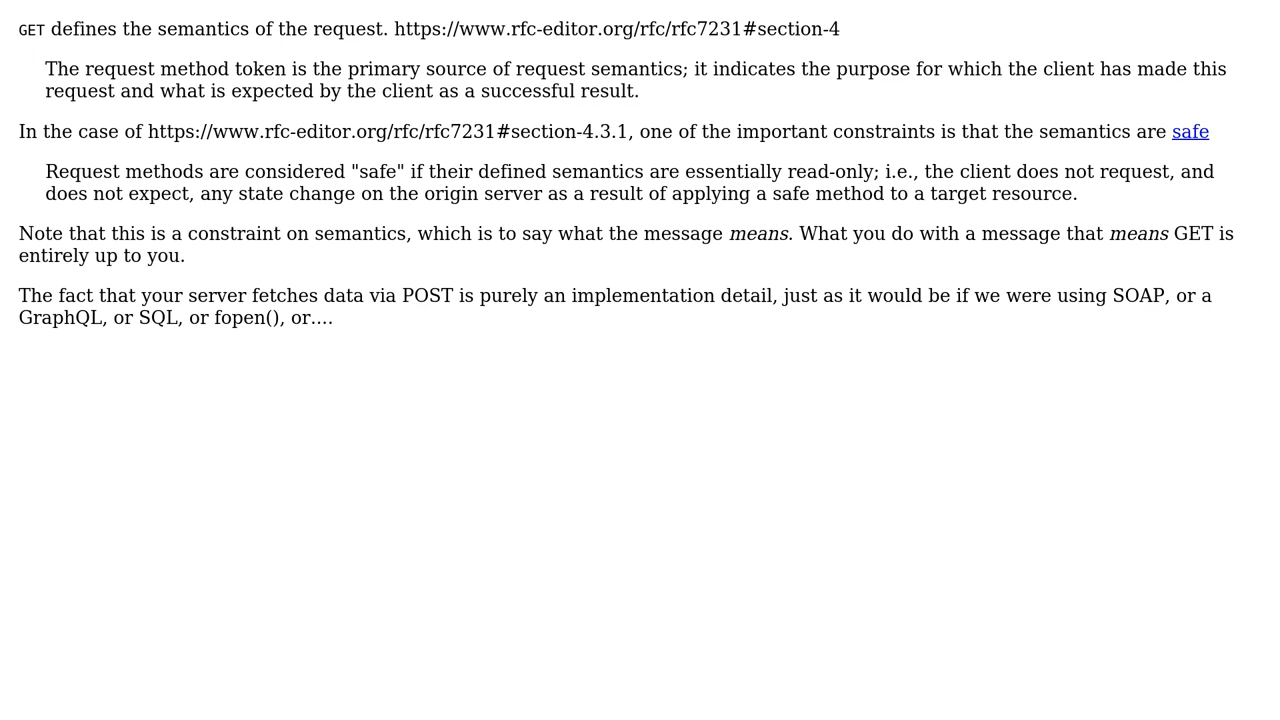 GET defines the semantics of the request. https://www.rfc-editor.org/rfc/rfc7231#section-4
The request method token is the primary source of request semantics; it indicates the purpose for which the client has made this
request and what is expected by the client as a successful result.
In the case of https://www.rfc-editor.org/rfc/rfc7231#section-4.3.1, one of the important constraints is that the semantics are safe
Request methods are considered "safe" if their defined semantics are essentially read-only; i.e., the client does not request, and
does not expect, any state change on the origin server as a result of applying a safe method to a target resource.
Note that this is a constraint on semantics, which is to say what the message means. What you do with a message that means GET is
entirely up to you.
The fact that your server fetches data via POST is purely an implementation detail, just as it would be if we were using SOAP, or a
GraphQL, or SQL, or fopen(), or....